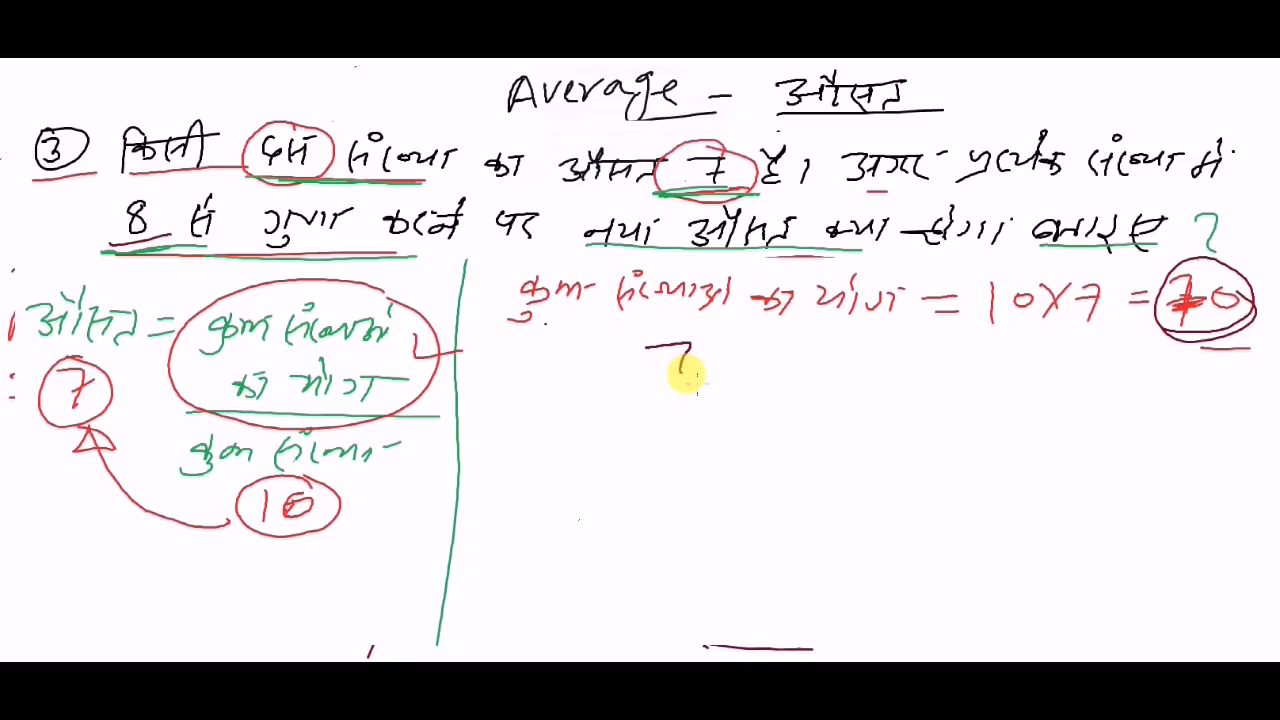 Average - औसत
③ किसी दस संख्या का औसत 7 है। अगर प्रत्येक संख्या में
8 से गुणा करने पर नया औसत क्या होगा बताइए ?
औसत = कुल संख्याओं
का योग
कुल संख्या
= 7
10
कुल संख्याओं का योग = 10 × 7 = 70